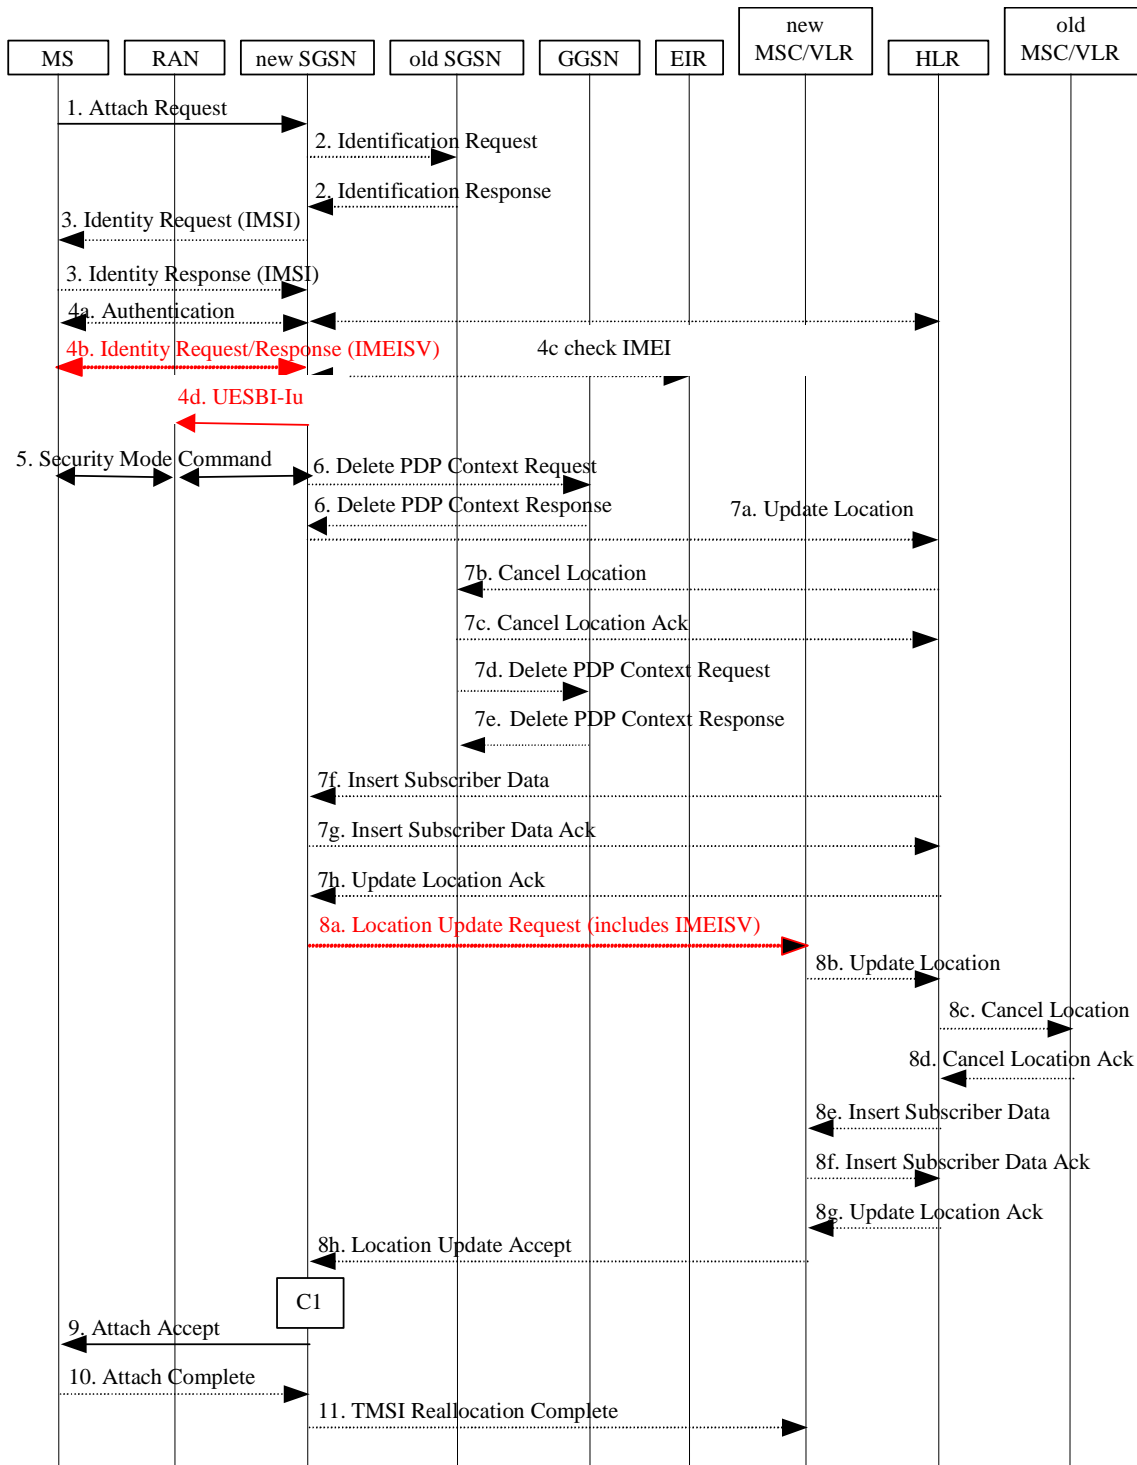 new
MSC/VLR
old
MSC/VLR
MS
RAN
new SGSN
old SGSN
GGSN
EIR
HLR
1. Attach Request
2. Identification Request
2. Identification Response
3. Identity Request (IMSI)
3. Identity Response (IMSI)
4a. Authentication
4b. Identity Request/Response (IMEISV)
4c check IMEI
4d. UESBI-Iu
5. Security Mode Command
6. Delete PDP Context Request
6. Delete PDP Context Response
7a. Update Location
7b. Cancel Location
7c. Cancel Location Ack
7d. Delete PDP Context Request
7e. Delete PDP Context Response
7f. Insert Subscriber Data
7g. Insert Subscriber Data Ack
7h. Update Location Ack
8a. Location Update Request (includes IMEISV)
8b. Update Location
8c. Cancel Location
8d. Cancel Location Ack
8e. Insert Subscriber Data
8f. Insert Subscriber Data Ack
8g. Update Location Ack
8h. Location Update Accept
C1
9. Attach Accept
10. Attach Complete
11. TMSI Reallocation Complete